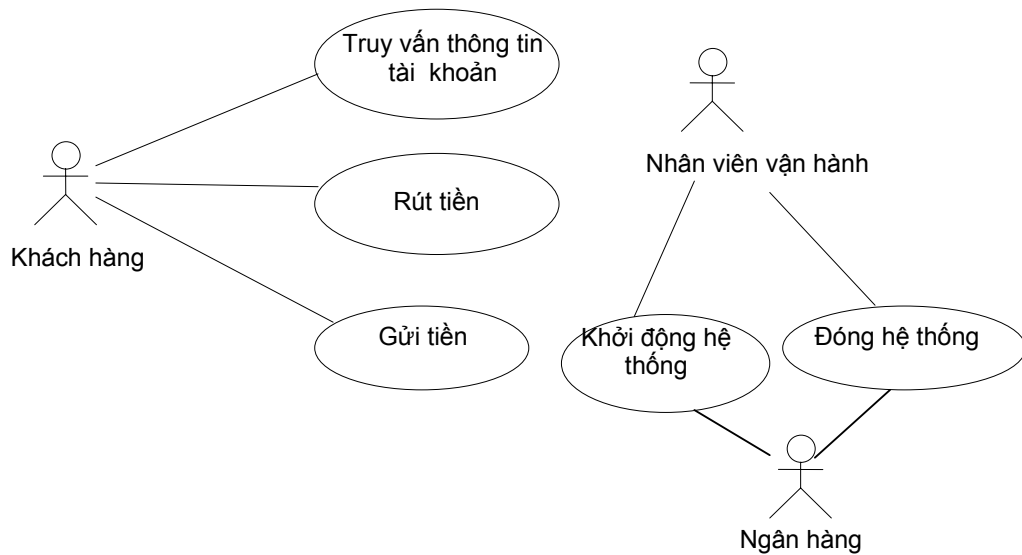 Truy vấn thông tin
tài khoản
Nhân viên vận hành
Rút tiền
Khách hàng
Gửi tiền
Khởi động hệ
thống
Đóng hệ thống
Ngân hàng